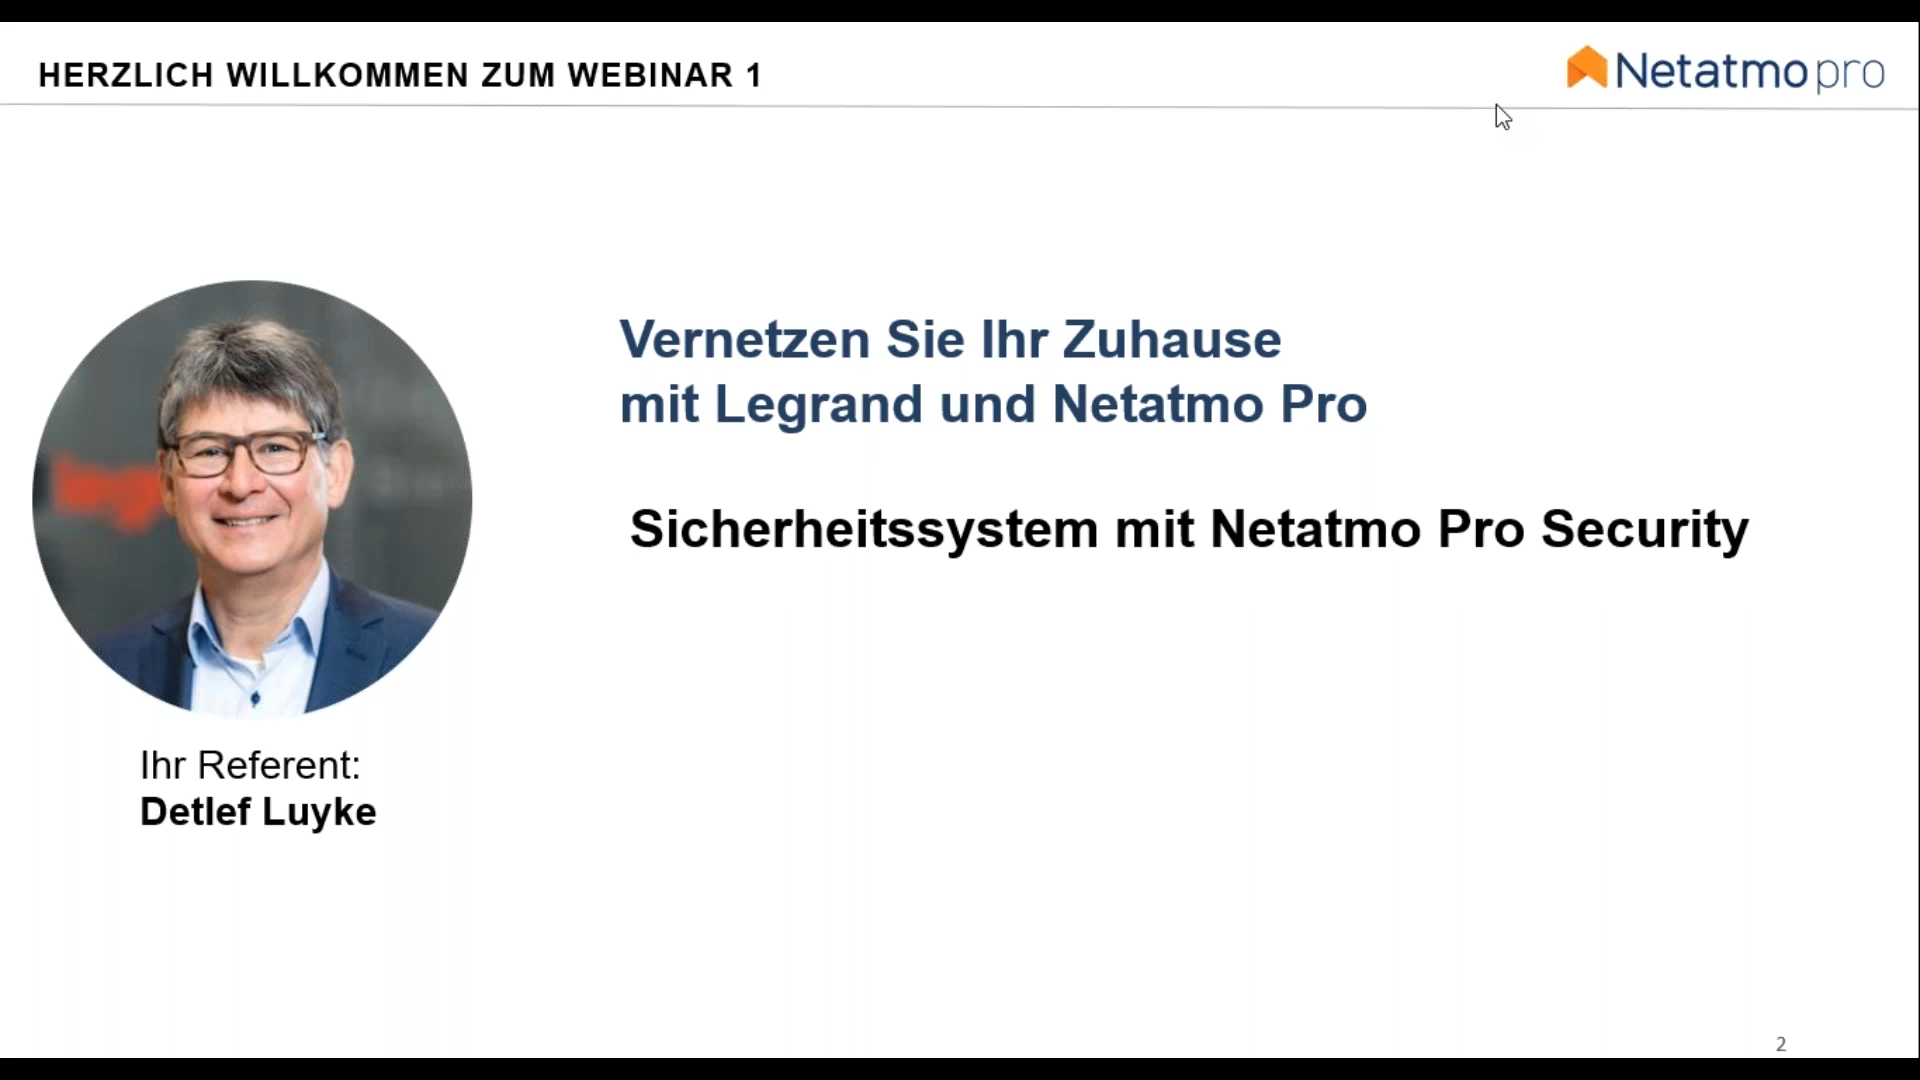 HERZLICH WILLKOMMEN ZUM WEBINAR 1
Netatmo pro
Vernetzen Sie Ihr Zuhause
mit Legrand und Netatmo Pro
Sicherheitssystem mit Netatmo Pro Security
Ihr Referent:
Detlef Luyke
2